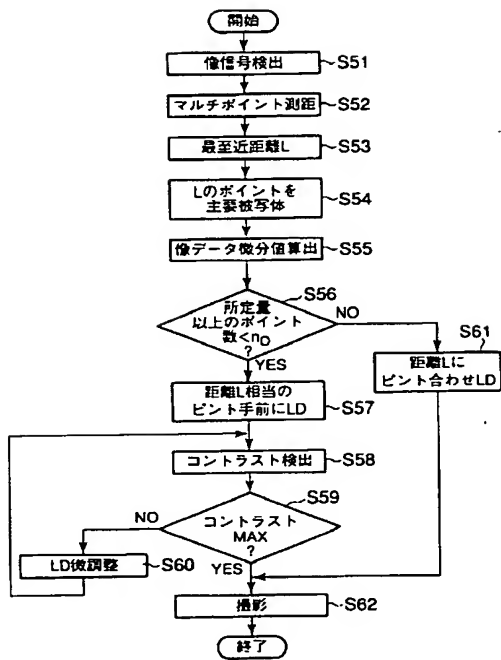 開始
像信号検出
S51
マルチポイント測距
S52
最至近距離L
S53
Lのポイントを
主要被写体
S54
像データ微分値算出
S55
所定量
以上のポイント
数<n0
?
S56
NO
YES
S61
距離Lに
ピント合わせLD
距離L相当の
ピント手前にLD
S57
コントラスト検出
S58
コントラスト
MAX
?
S59
NO
LD微調整
S60
YES
撮影
S62
終了